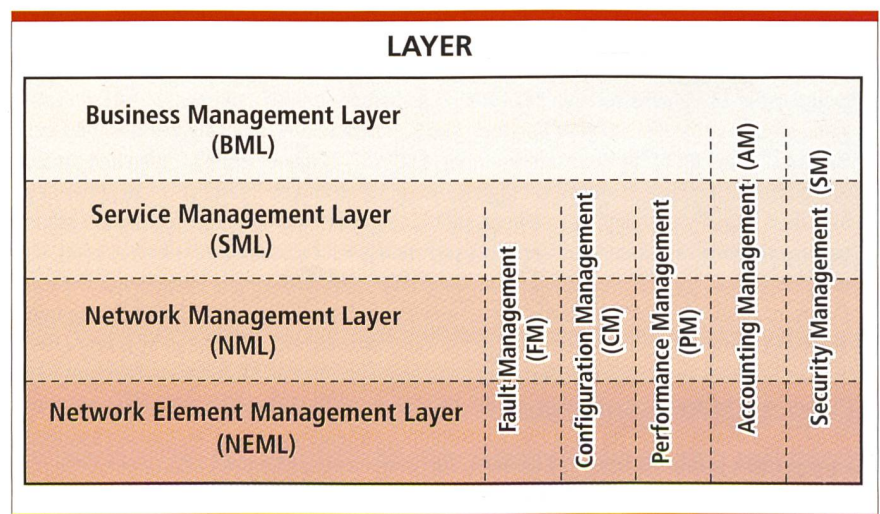 LAYER
Business Management Layer
(BML)
Service Management Layer
(SML)
Network Management Layer
(NML)
Network Element Management Layer
(NEML)
Fault Management
(FM)
Configuration Management
(CM)
Performance Management
(PM)
Accounting Management (AM)
Security Management (SM)